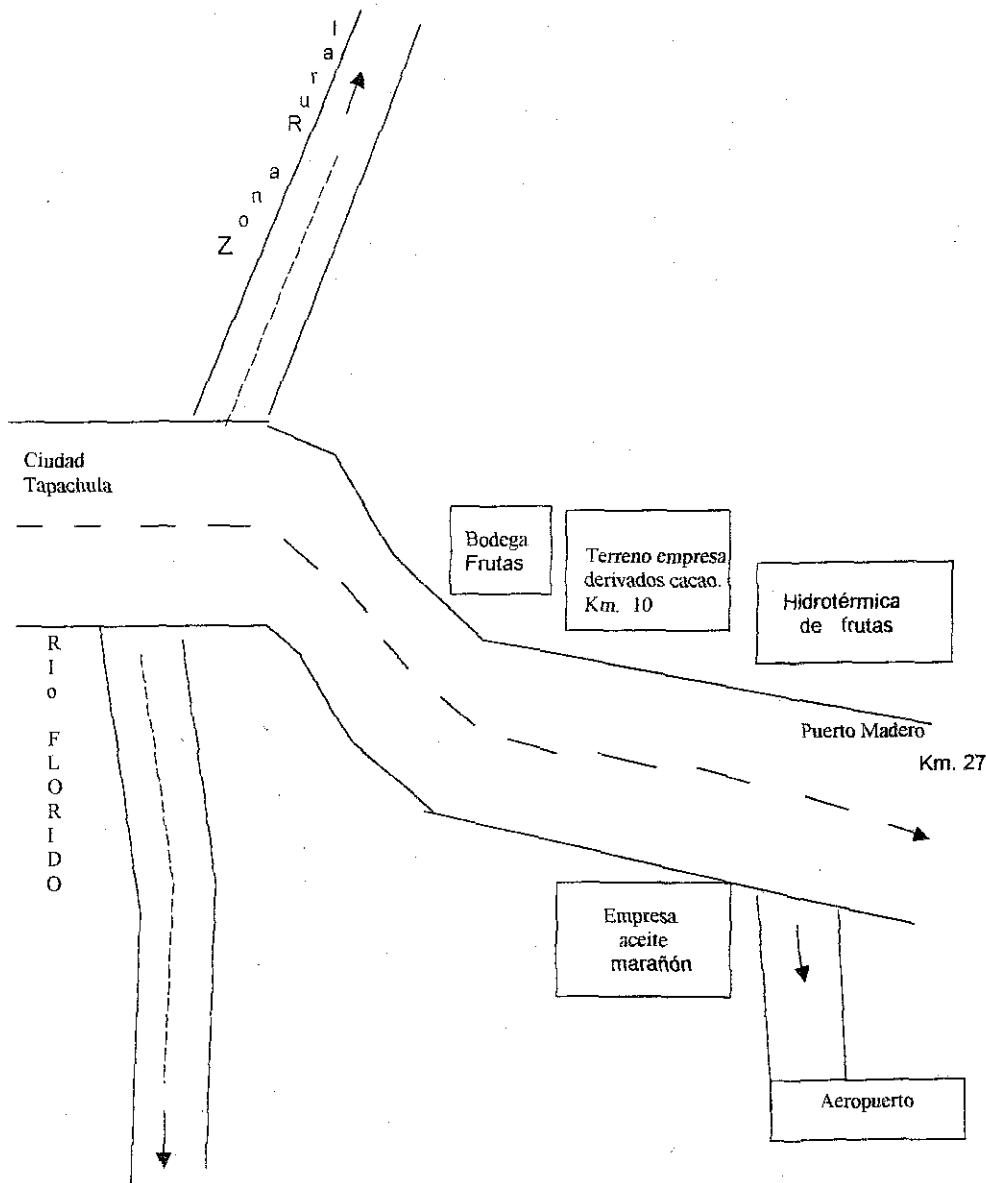 Zona Rural
Ciudad
Tapachula
Bodega
Frutas
Terreno empresa
derivados cacao.
Km. 10
Hidrotérmica
de frutas
Puerto Madero
Km. 27
RIo FLORIDO
Empresa
aceite
marañón
Aeropuerto